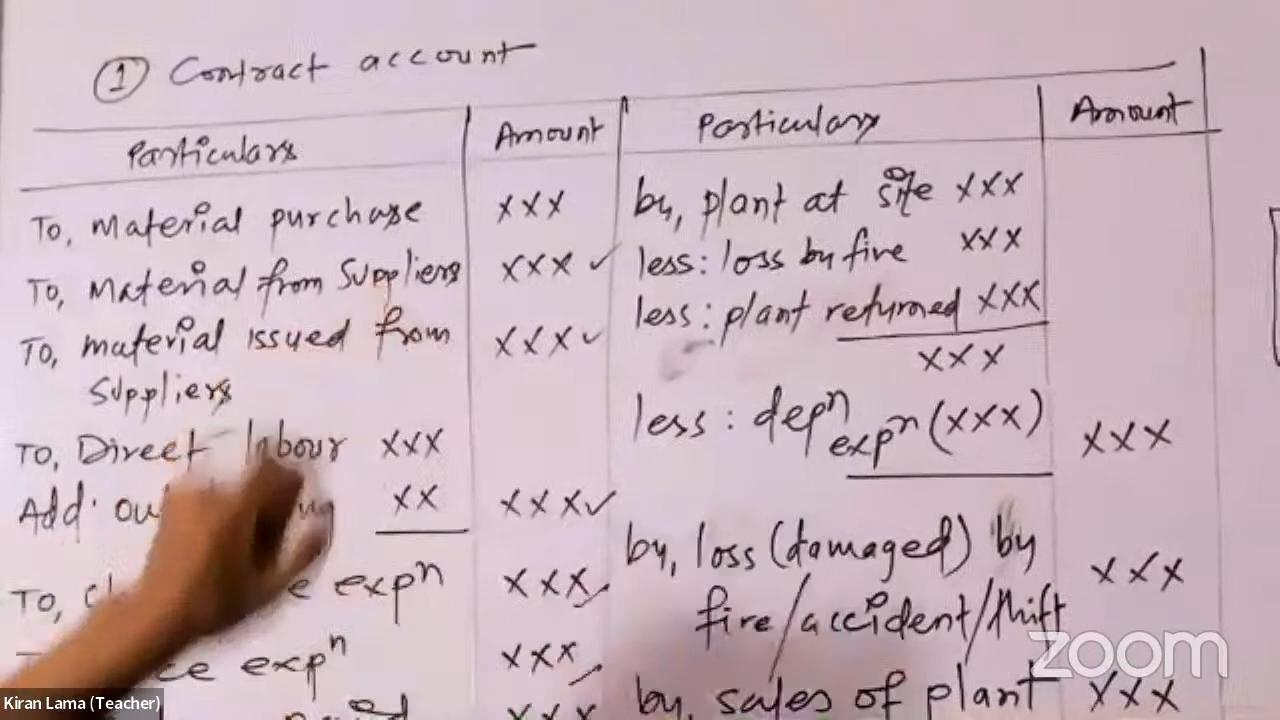 ① Contract account
Particulars Amount Particulars Amount
To, Material purchase XXX
To, Material from Suppliers XXX ✓
To, material issued from XXX ✓
Suppliers
To, Direct labour XXX
Add: XX XXX ✓
To, expⁿ XXX
expⁿ XXX
XXX
by, plant at site XXX
less: loss by fire XXX
less: plant returned XXX
XXX
less: depⁿ expⁿ (XXX) XXX
by, loss (damaged) by
fire/accident/thift XXX
by, sales of plant XXX
zoom
Kiran Lama (Teacher)